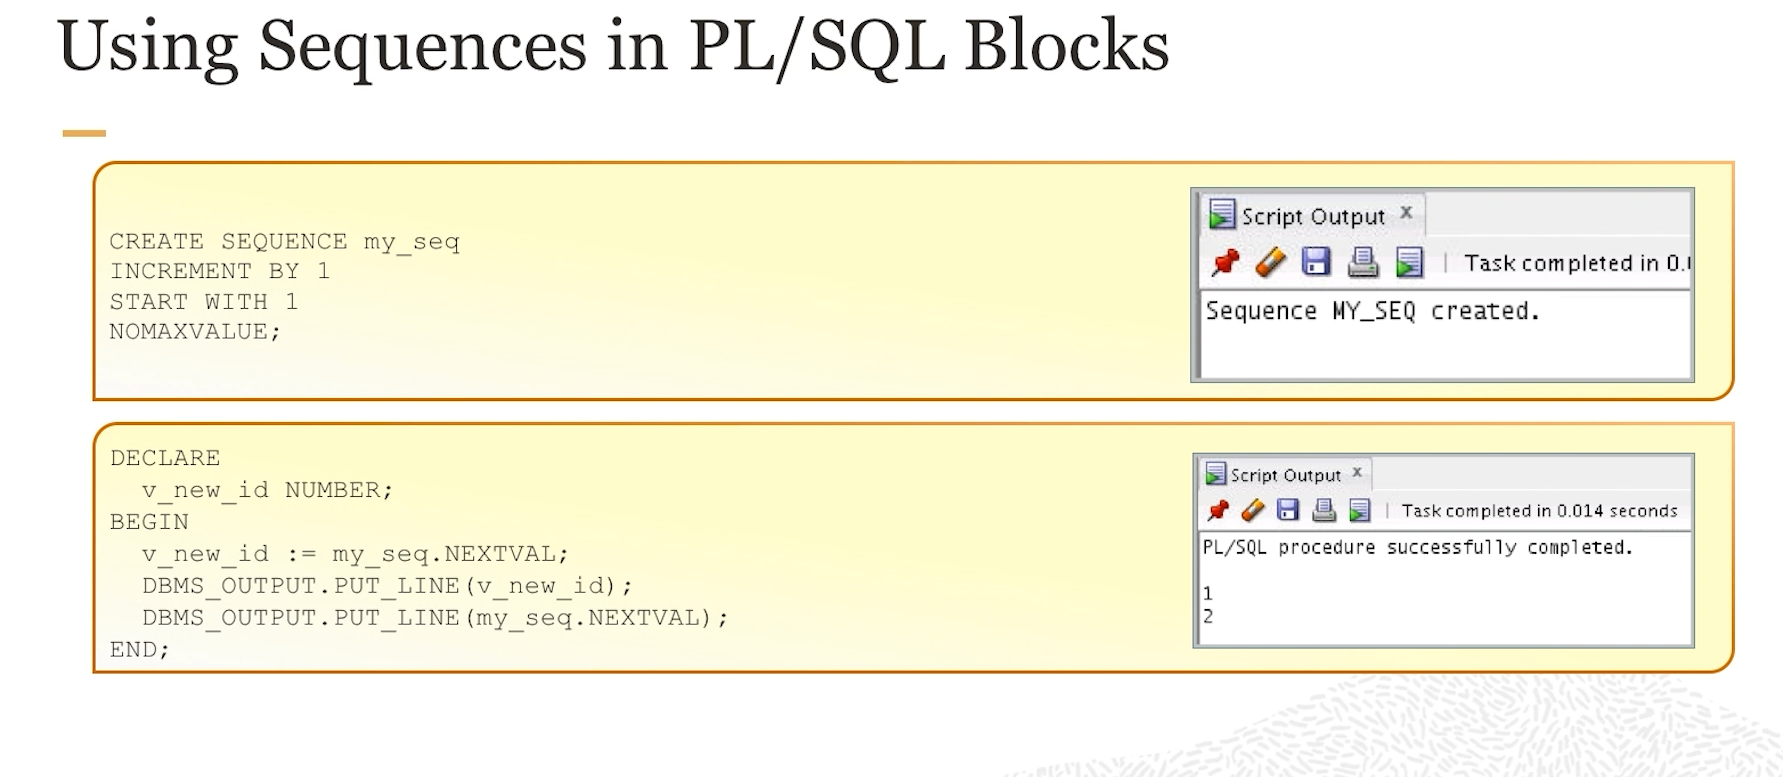 Using Sequences in PL/SQL Blocks
CREATE SEQUENCE my_seq
INCREMENT BY 1
START WITH 1
NOMAXVALUE;
Script Output x
Task completed in 0.
Sequence MY_SEQ created.
DECLARE
v_new_id NUMBER;
BEGIN
v_new_id := my_seq.NEXTVAL;
DBMS_OUTPUT.PUT_LINE(v_new_id);
DBMS_OUTPUT.PUT_LINE(my_seq.NEXTVAL);
END;
Script Output x
Task completed in 0.014 seconds
PL/SQL procedure successfully completed.
1
2